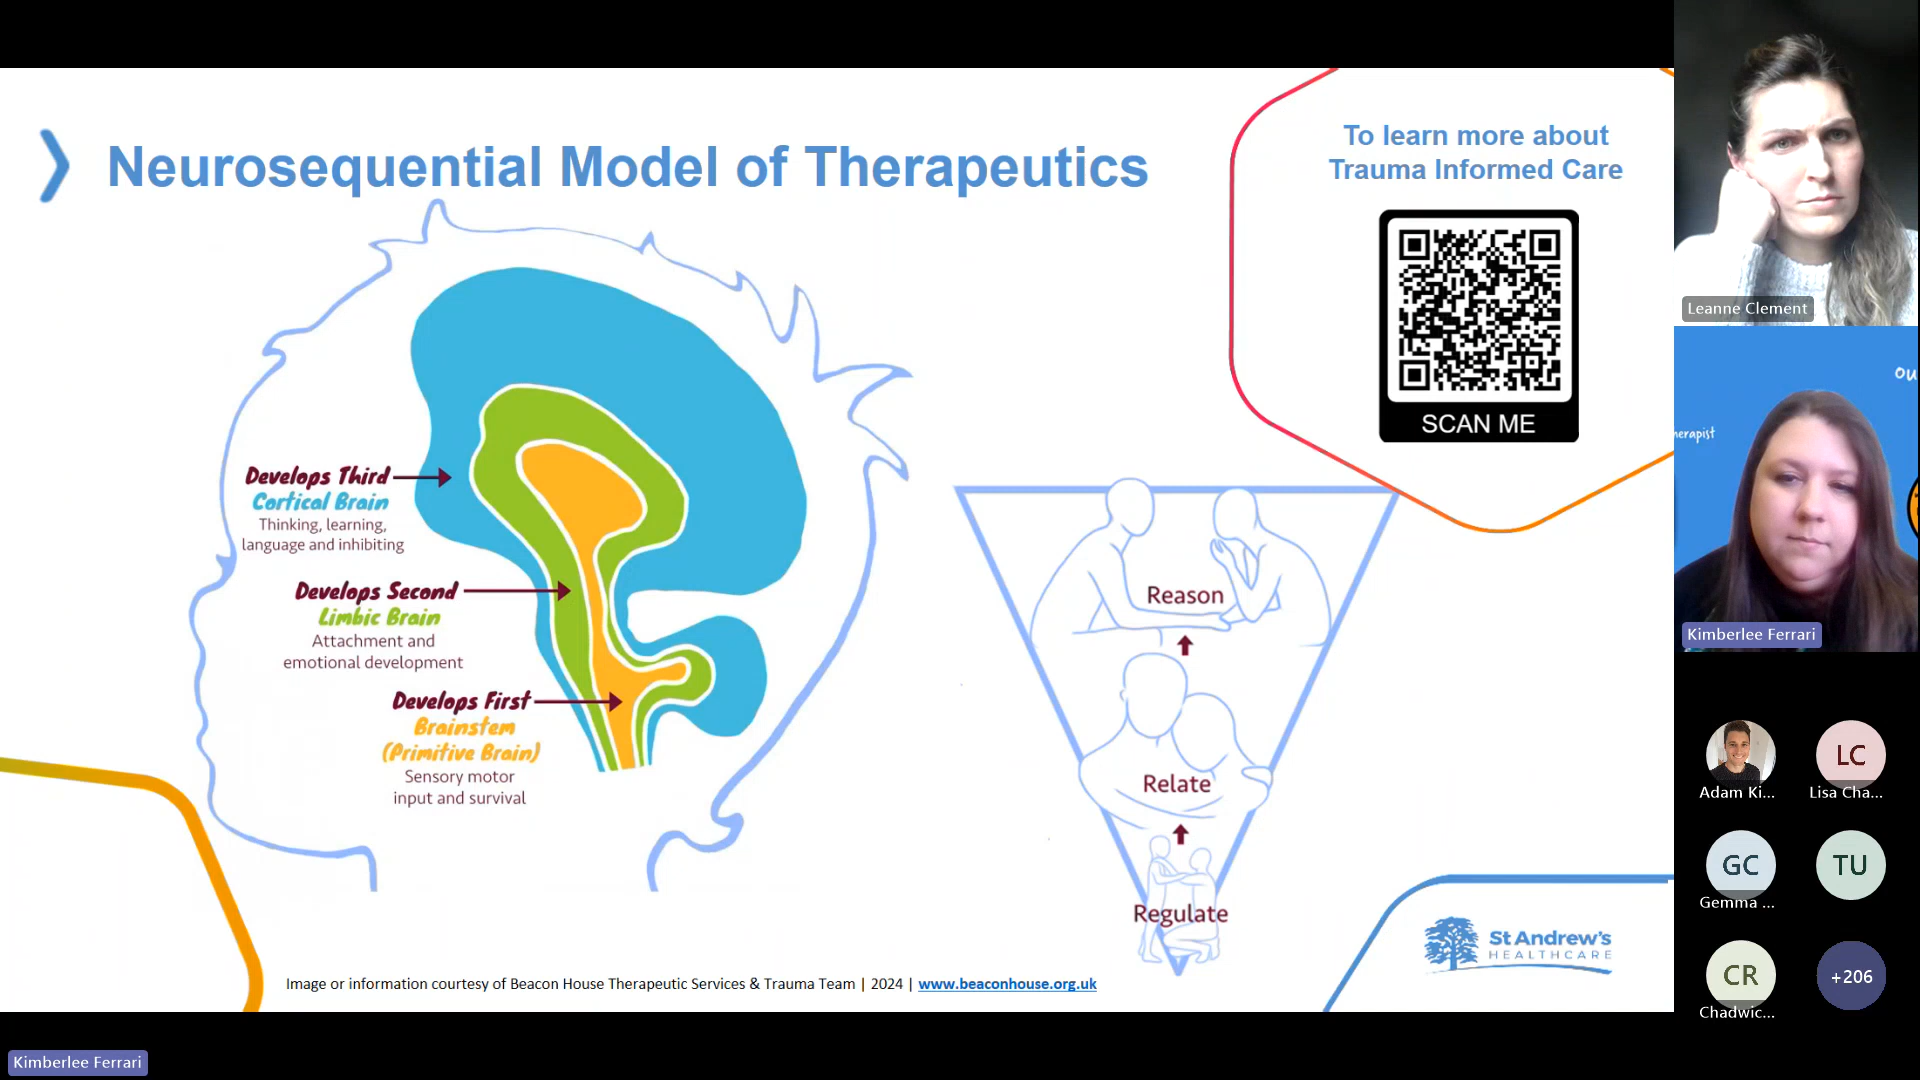 Neurosequential Model of Therapeutics
To learn more about
Trauma Informed Care
SCAN ME
Develops Third
Cortical Brain
Thinking, learning,
language and inhibiting
Develops Second
Limbic Brain
Attachment and
emotional development
Develops First
Brainstem
(Primitive Brain)
Sensory motor
input and survival
Reason
Relate
Regulate
Image or information courtesy of Beacon House Therapeutic Services & Trauma Team | 2024 | www.beaconhouse.org.uk
St Andrew's
HEALTHCARE
Leanne Clement
ou
herapist
Kimberlee Ferrari
Adam Ki...
LC
Lisa Cha...
GC
Gemma ...
TU
CR
Chadwic...
+206
Kimberlee Ferrari